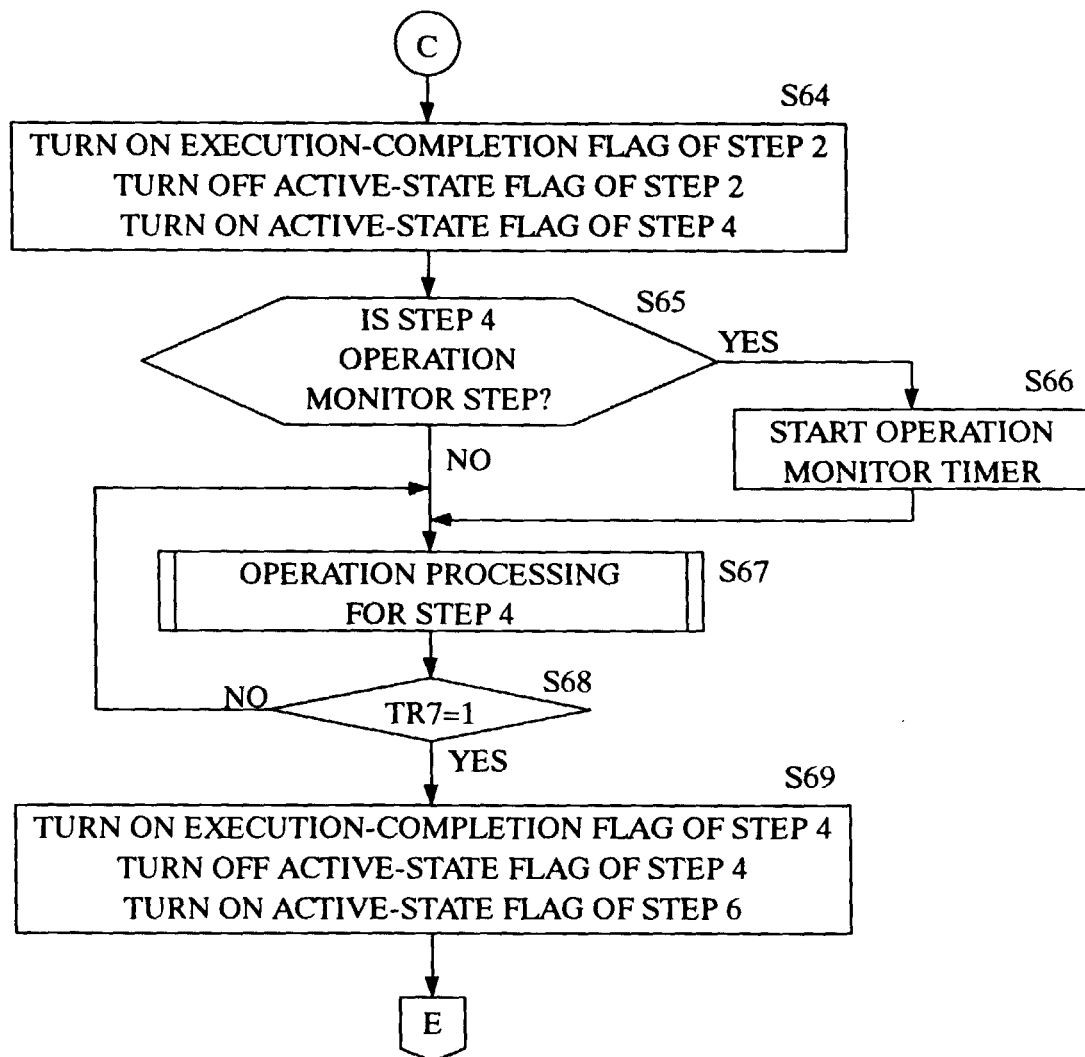 C
S64
TURN ON EXECUTION-COMPLETION FLAG OF STEP 2
TURN OFF ACTIVE-STATE FLAG OF STEP 2
TURN ON ACTIVE-STATE FLAG OF STEP 4
S65
IS STEP 4
OPERATION
MONITOR STEP?
YES
S66
START OPERATION
MONITOR TIMER
NO
OPERATION PROCESSING
FOR STEP 4
S67
S68
NO
TR7=1
YES
S69
TURN ON EXECUTION-COMPLETION FLAG OF STEP 4
TURN OFF ACTIVE-STATE FLAG OF STEP 4
TURN ON ACTIVE-STATE FLAG OF STEP 6
E